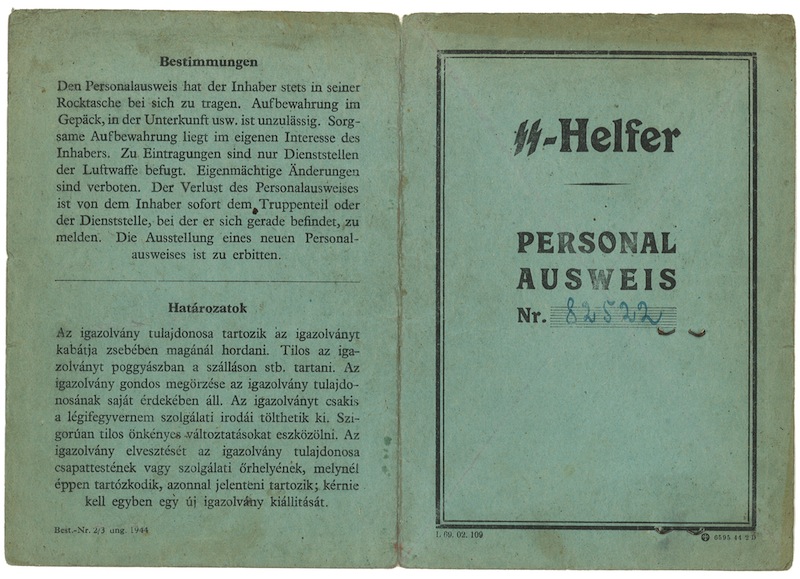 Bestimmungen
Den Personalausweis hat der Inhaber stets in seiner
Rocktasche bei sich zu tragen. Aufbewahrung im
Gepäck, in der Unterkunft usw. ist unzulässig. Sorg-
same Aufbewahrung liegt im eigenen Interesse des
Inhabers. Zu Eintragungen sind nur Dienststellen
der Luftwaffe befugt. Eigenmächtige Änderungen
sind verboten. Der Verlust des Personalausweises
ist von dem Inhaber sofort dem Truppenteil oder
der Dienststelle, bei der er sich gerade befindet, zu
melden. Die Ausstellung eines neuen Personal-
ausweises ist zu erbitten.
Határozatok
Az igazolvány tulajdonosa tartozik az igazolványt
kabátja zsebében magánál hordani. Tilos az iga-
zolványt poggyászban a szálláson stb. tartani. Az
igazolvány gondos megörzése az igazolvány tulajdo-
nosának saját érdekében áll. Az igazolványt csakis
a légifegyvernem szolgálati irodái tölthetik ki. Szi-
gorúan tilos önkényes változtatásokat eszközölni. Az
igazolvány elvesztését az igazolvány tulajdonosa
csapattestének vagy szolgálati őrhelyének, melynél
éppen tartózkodik, azonnal jelenteni tartozik; kérnie
kell egyben egy új igazolvány kiállitását.
Best.-Nr. 2/3 ung. 1944
SS-Helfer
PERSONAL
AUSWEIS
Nr. 82522
L 69. 02. 109
6595 44 2 D